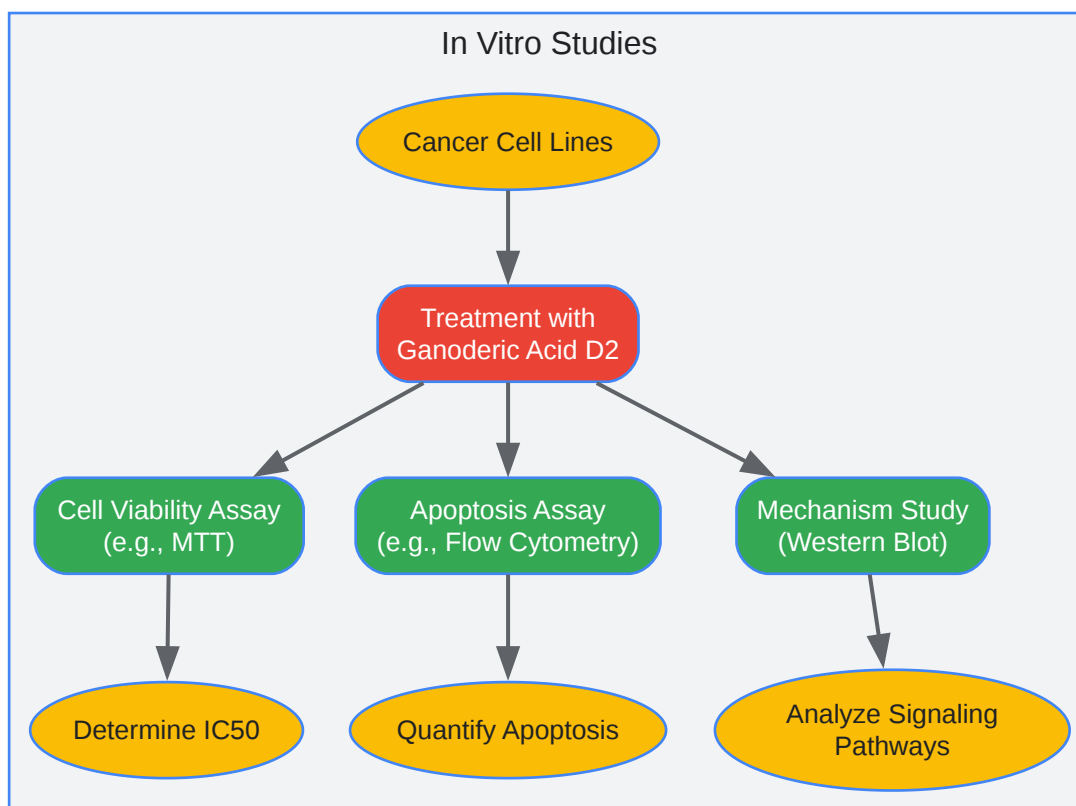 In Vitro Studies
Cancer Cell Lines
Treatment with
Ganoderic Acid D2
Cell Viability Assay
(e.g., MTT)
Apoptosis Assay
(e.g., Flow Cytometry)
Mechanism Study
(Western Blot)
Determine IC50
Quantify Apoptosis
Analyze Signaling
Pathways